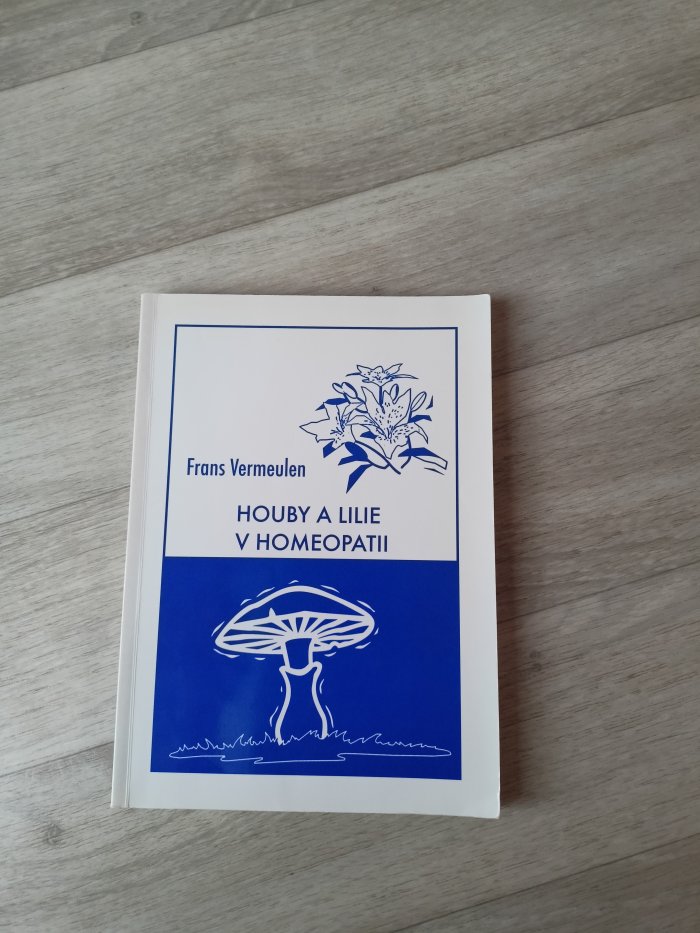 Frans Vermeulen
HOUBY A LILIE
V HOMEOPATII